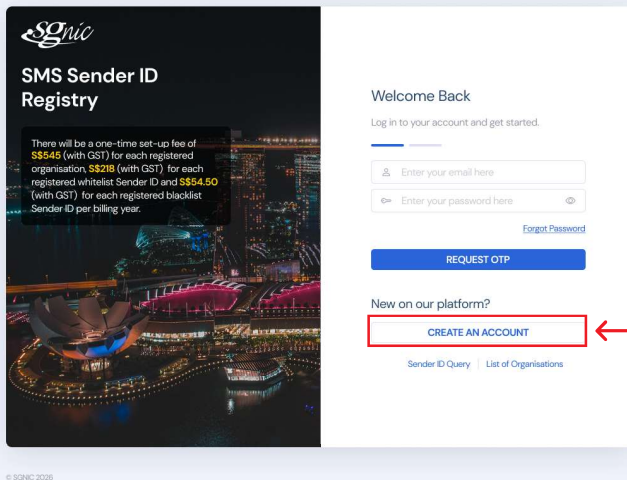 sgnic
SMS Sender ID
Registry
There will be a one-time set-up fee of
S$545 (with GST) for each registered
organisation, S$218 (with GST) for each
registered whitelist Sender ID and S$54.50
(with GST) for each registered blacklist
Sender ID per billing year.
Welcome Back
Log in to your account and get started.
Enter your email here
Enter your password here
Forgot Password
REQUEST OTP
New on our platform?
CREATE AN ACCOUNT
Sender ID Query | List of Organisations
© SGNIC 2026